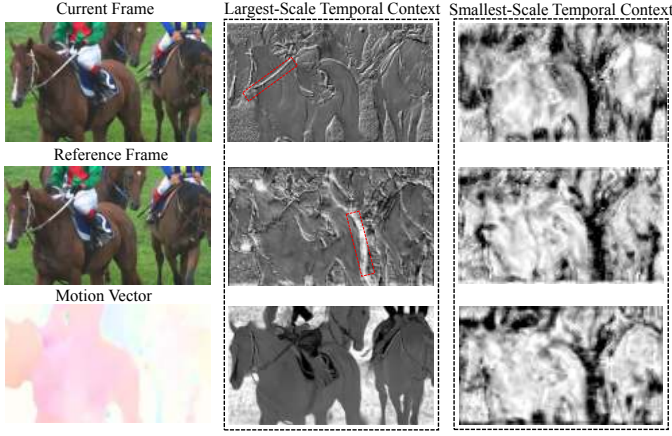 Current Frame
Largest-Scale Temporal Context
Smallest-Scale Temporal Context
Reference Frame
Motion Vector